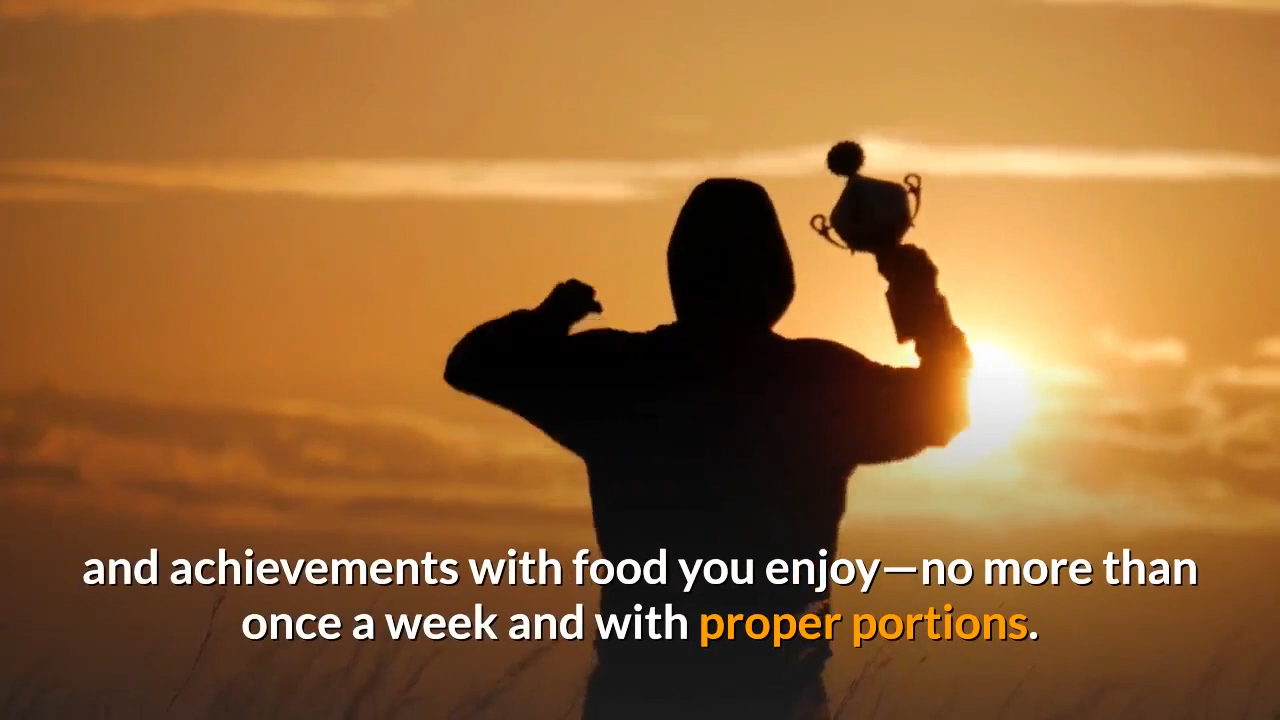 and achievements with food you enjoy—no more than
once a week and with proper portions.